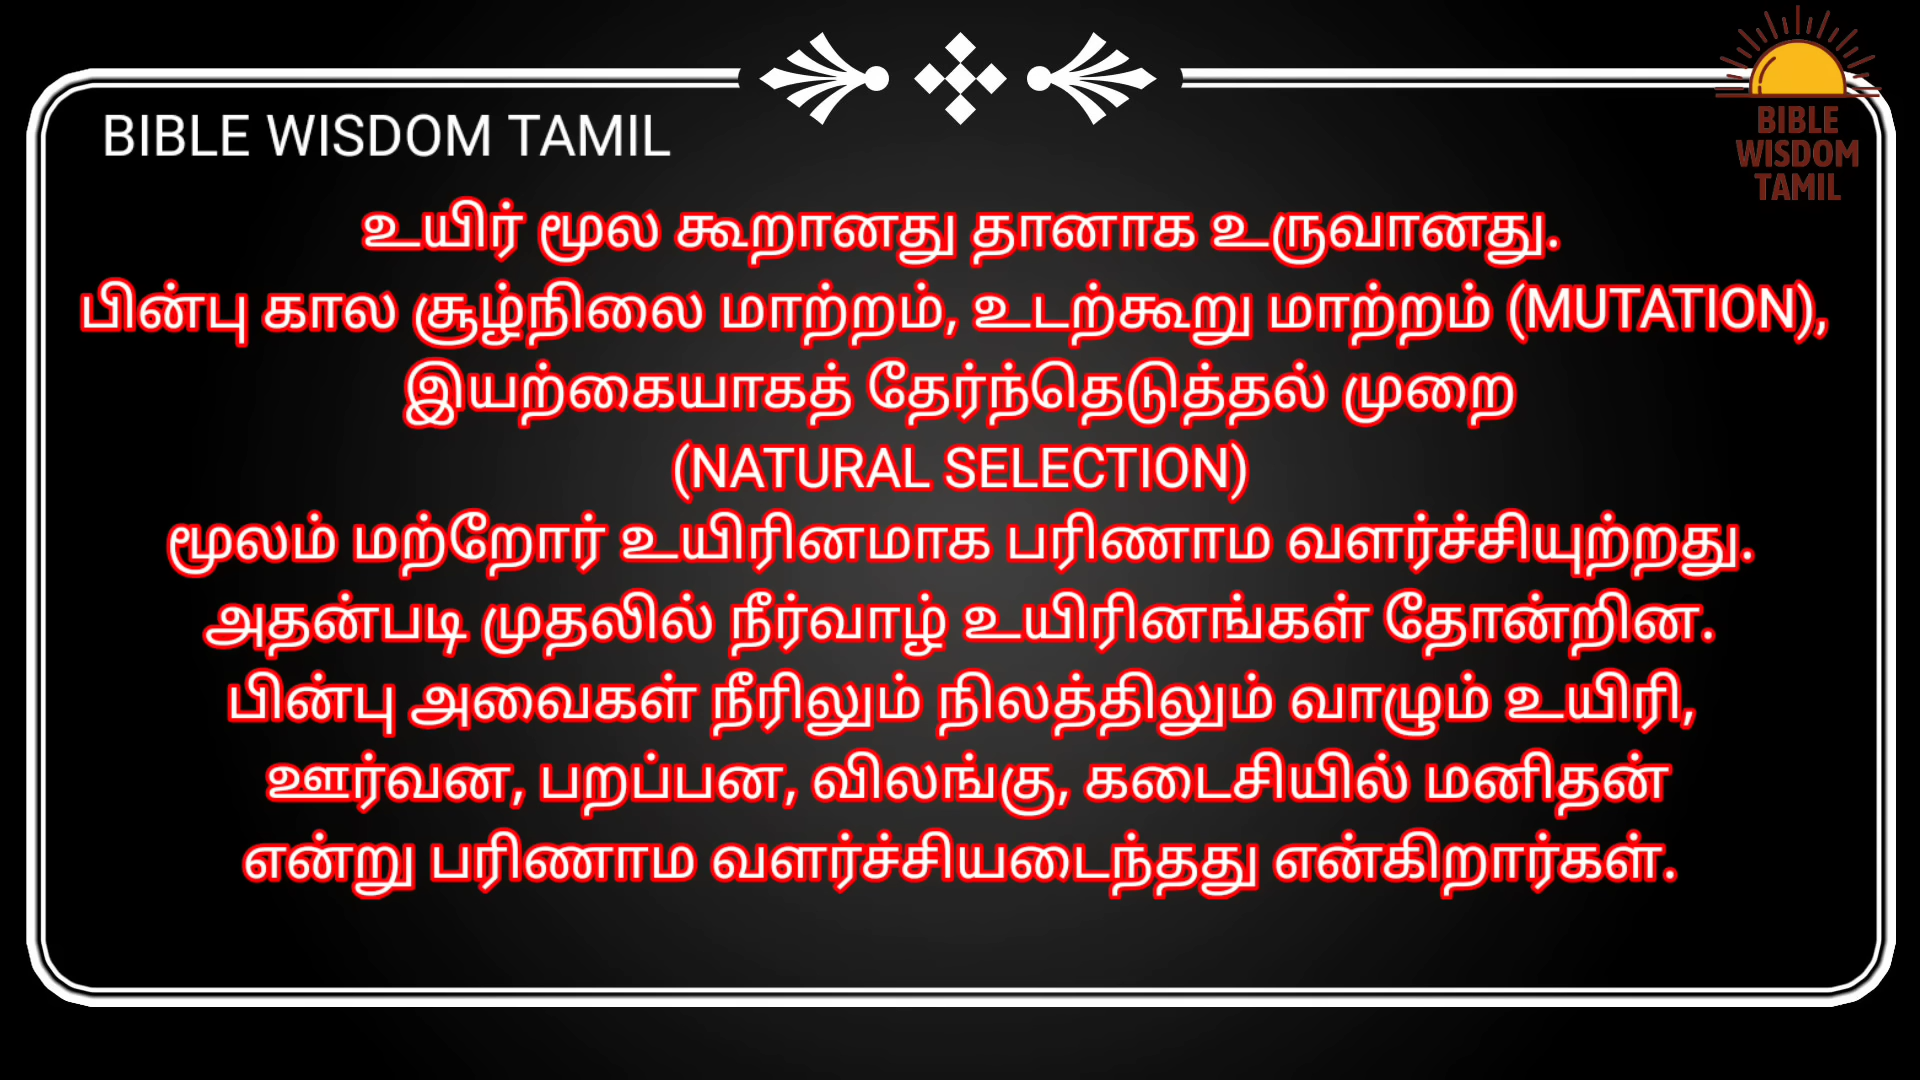 BIBLE WISDOM TAMIL
BIBLE
WISDOM
TAMIL
உயிர் மூல கூறானது தானாக உருவானது.
பின்பு கால சூழ்நிலை மாற்றம், உடற்கூறு மாற்றம் (MUTATION),
இயற்கையாகத் தேர்ந்தெடுத்தல் முறை
(NATURAL SELECTION)
மூலம் மற்றோர் உயிரினமாக பரிணாம வளர்ச்சியுற்றது.
அதன்படி முதலில் நீர்வாழ் உயிரினங்கள் தோன்றின.
பின்பு அவைகள் நீரிலும் நிலத்திலும் வாழும் உயிரி,
ஊர்வன, பறப்பன, விலங்கு, கடைசியில் மனிதன்
என்று பரிணாம வளர்ச்சியடைந்தது என்கிறார்கள்.